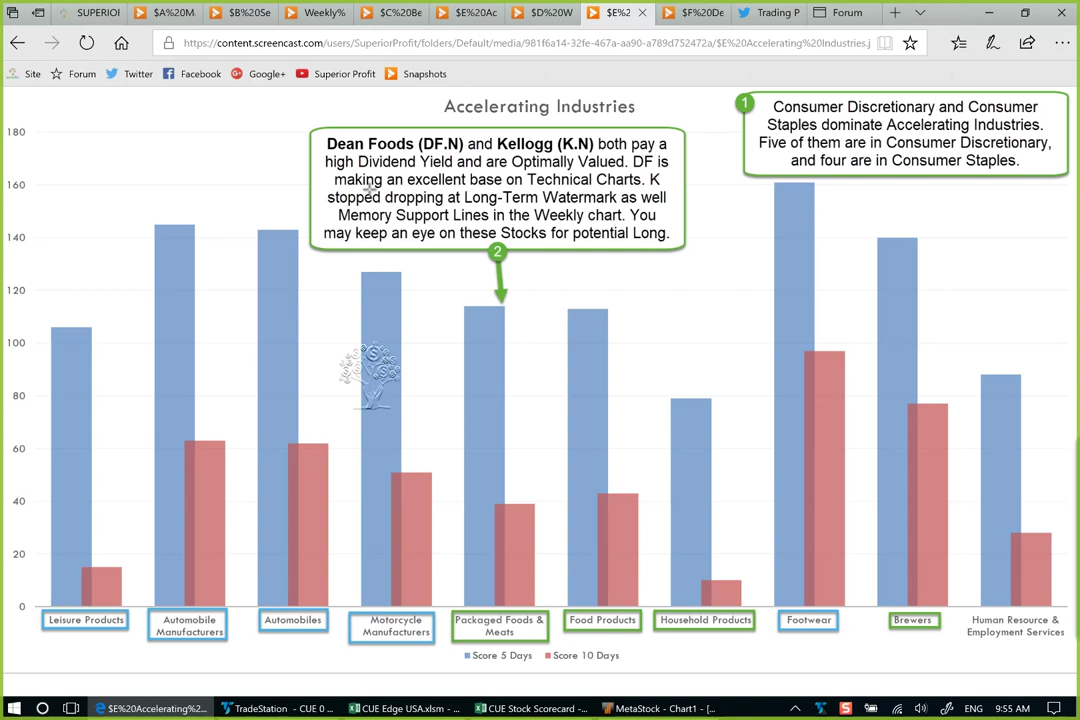 SUPERIOI
$A%20M
$B%20Se
Weekly%
$C%20Be
$E%20Ac
$D%20W
$E%2
$F%20De
Trading P
Forum
https://content.screencast.com/users/SuperiorProfit/folders/Default/media/981f6a14-32fe-467a-aa90-a789d752472a/$E%20Accelerating%20Industries.j
Site
Forum
Twitter
Facebook
Google+
Superior Profit
Snapshots
Accelerating Industries
1
Consumer Discretionary and Consumer
Staples dominate Accelerating Industries.
Five of them are in Consumer Discretionary,
and four are in Consumer Staples.
Dean Foods (DF.N) and Kellogg (K.N) both pay a
high Dividend Yield and are Optimally Valued. DF is
making an excellent base on Technical Charts. K
stopped dropping at Long-Term Watermark as well
Memory Support Lines in the Weekly chart. You
may keep an eye on these Stocks for potential Long.
2
180
160
140
120
100
80
60
40
20
0
Leisure Products
Automobile
Manufacturers
Automobiles
Motorcycle
Manufacturers
Packaged Foods &
Meats
Food Products
Household Products
Footwear
Brewers
Human Resource &
Employment Services
Score 5 Days
Score 10 Days
$E%20Accelerating%2...
TradeStation - CUE 0 ...
CUE Edge USA.xlsm - ...
CUE Stock Scorecard - ...
MetaStock - Chart1 - [...
ENG
9:55 AM